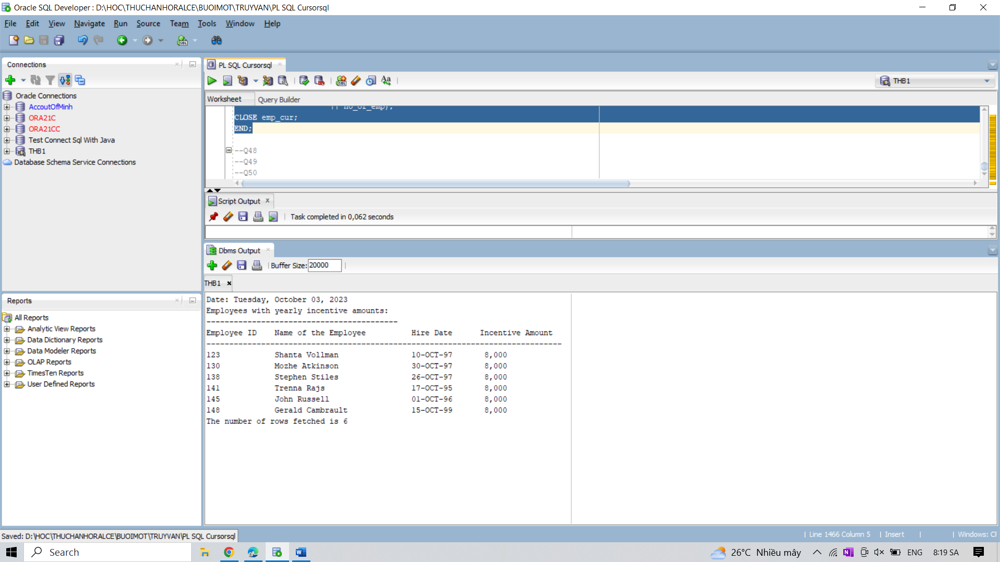 Oracle SQL Developer : D:\HOC\THUCHANHORALCE\BUOIMOT\TRUYVAN\PL SQL Cursorsql
File Edit View Navigate Run Source Team Tools Window Help
Connections
Oracle Connections
AccoutOfMinh
ORA21C
ORA21CC
Test Connect Sql With Java
THB1
Database Schema Service Connections
Reports
All Reports
Analytic View Reports
Data Dictionary Reports
Data Modeler Reports
OLAP Reports
TimesTen Reports
User Defined Reports
PL SQL Cursorsql
THB1
Worksheet Query Builder
|| no_of_emp);
CLOSE emp_cur;
END;
--Q48
--Q49
--Q50
Script Output
Task completed in 0,062 seconds
Dbms Output
Buffer Size: 20000
THB1
Date: Tuesday, October 03, 2023
Employees with yearly incentive amounts:
------------------------------------------
Employee ID Name of the Employee Hire Date Incentive Amount
------------------------------------------------------------------------------
123 Shanta Vollman 10-OCT-97 8,000
130 Mozhe Atkinson 30-OCT-97 8,000
138 Stephen Stiles 26-OCT-97 8,000
141 Trenna Rajs 17-OCT-95 8,000
145 John Russell 01-OCT-96 8,000
148 Gerald Cambrault 15-OCT-99 8,000
The number of rows fetched is 6
Saved: D:\HOC\THUCHANHORALCE\BUOIMOT\TRUYVAN\PL SQL Cursorsql
Line 1466 Column 5 Insert Windows:
Search
26°C Nhiều mây ENG 8:19 SA